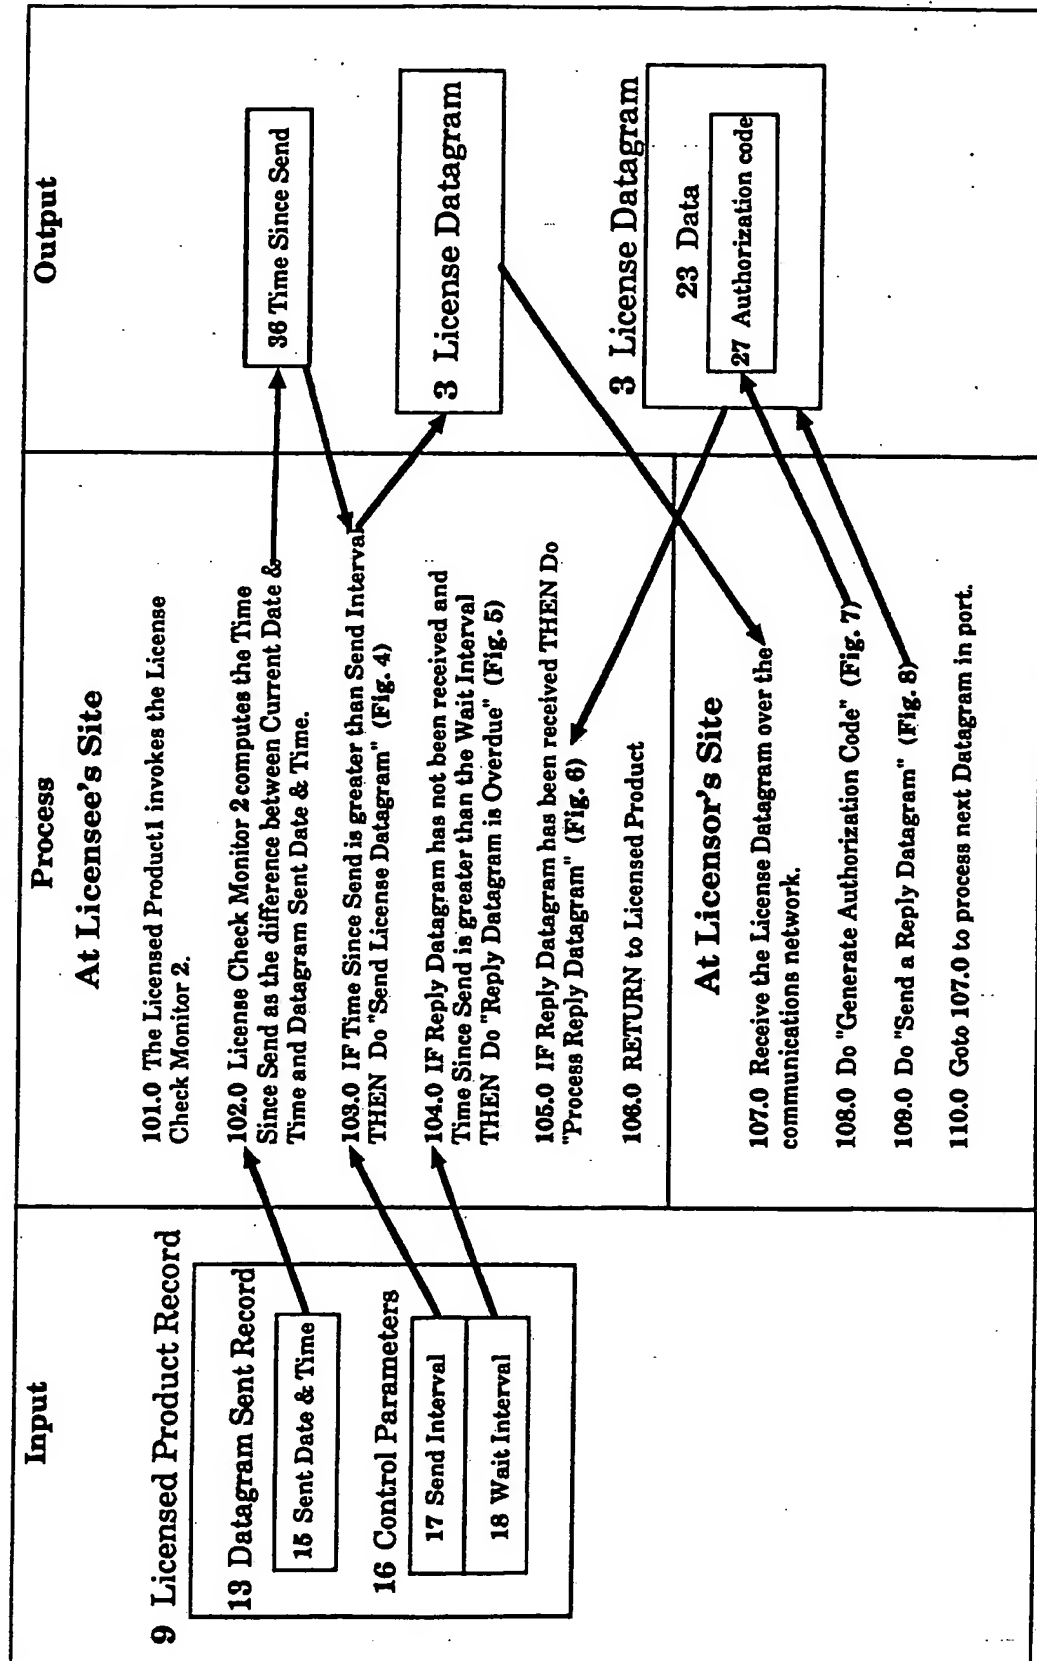 Input
9 Licensed Product Record
13 Datagram Sent Record
15 Sent Date & Time
16 Control Parameters
17 Send Interval
18 Wait Interval
Process
At Licensee's Site
101.0 The Licensed Product1 invokes the License
Check Monitor 2.
102.0 License Check Monitor 2 computes the Time
Since Send as the difference between Current Date &
Time and Datagram Sent Date & Time.
103.0 IF Time Since Send is greater than Send Interval
THEN Do "Send License Datagram" (Fig. 4)
104.0 IF Reply Datagram has not been received and
Time Since Send is greater than the Wait Interval
THEN Do "Reply Datagram is Overdue" (Fig. 5)
105.0 IF Reply Datagram has been received THEN Do
"Process Reply Datagram" (Fig. 6)
106.0 RETURN to Licensed Product
At Licensor's Site
107.0 Receive the License Datagram over the
communications network.
108.0 Do "Generate Authorization Code" (Fig. 7)
109.0 Do "Send a Reply Datagram" (Fig. 8)
110.0 Goto 107.0 to process next Datagram in port.
Output
36 Time Since Send
3 License Datagram
3 License Datagram
23 Data
27 Authorization code